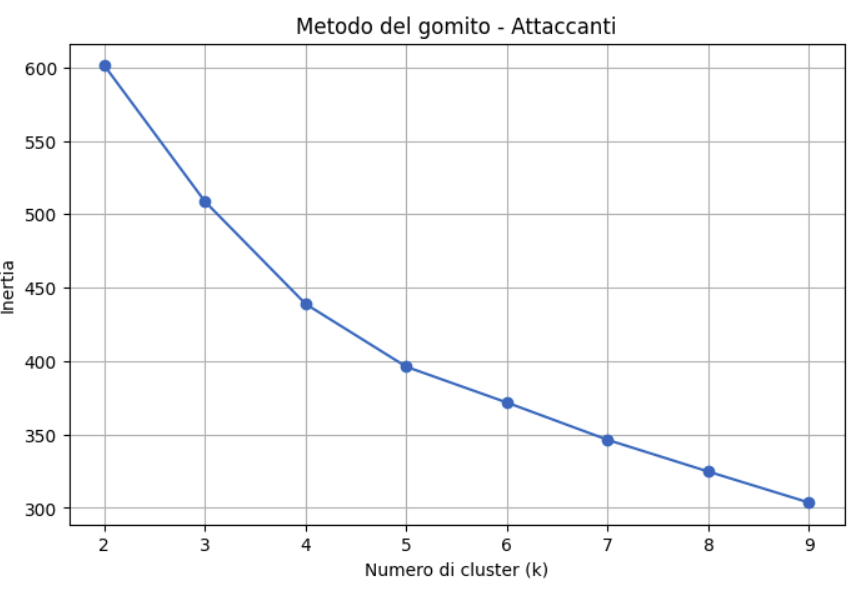 Metodo del gomito - Attaccanti
600
550
500
450
400
350
300
Inertia
2 3 4 5 6 7 8 9
Numero di cluster (k)